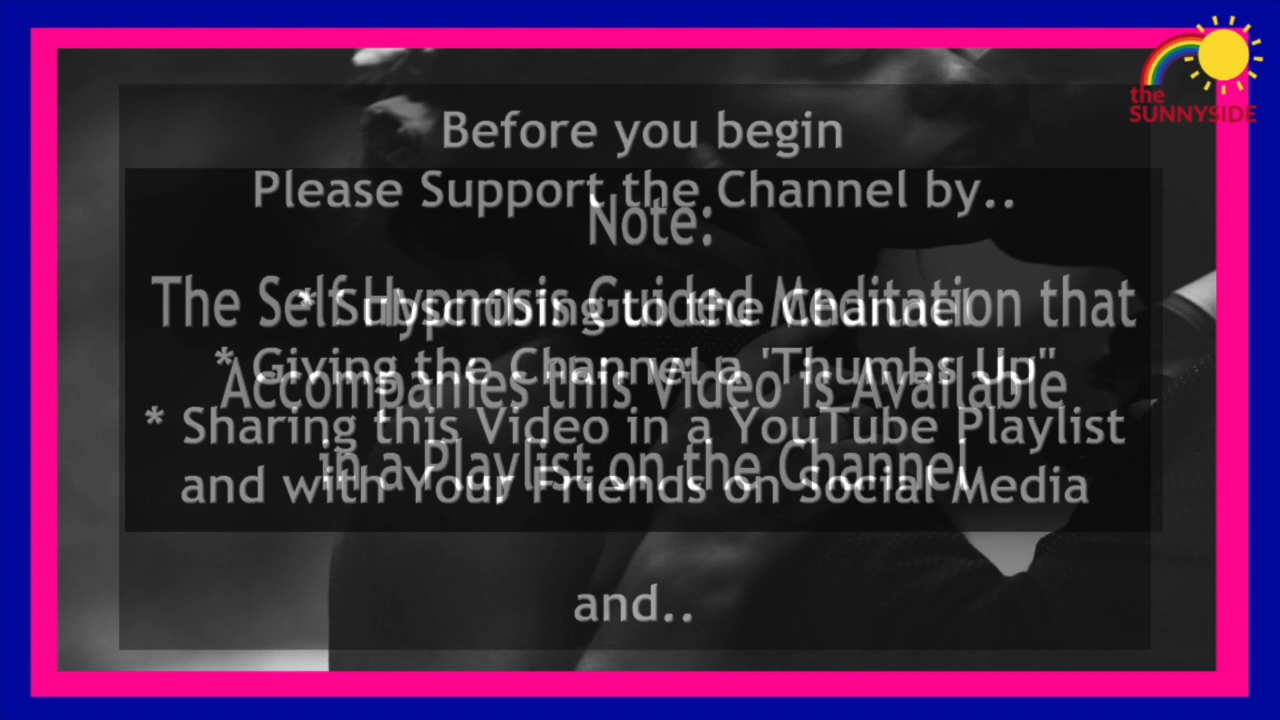 the
SUNNYSIDE
Before you begin
Please Support the Channel by..
* Subscribing to the Channel
* Giving the Channel a 'Thumbs Up"
* Sharing this Video in a YouTube Playlist
and with Your Friends on Social Media
and..
Note:
The Self Hypnosis Guided Meditation that
Accompanies this Video is Available
in a Playlist on the Channel